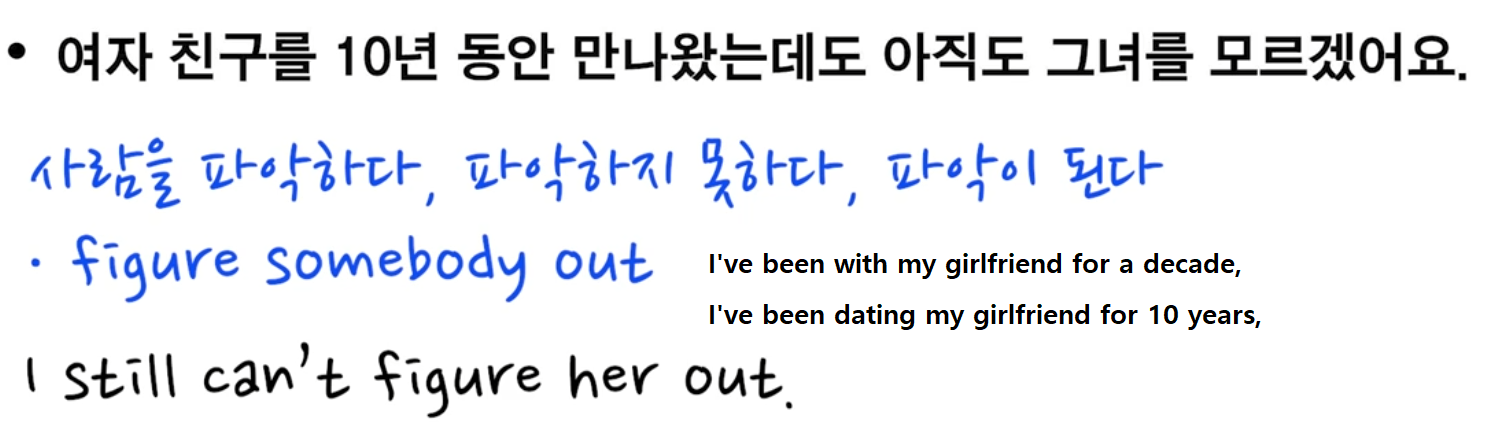 • 여자 친구를 10년 동안 만나왔는데도 아직도 그녀를 모르겠어요.
사람을 파악하다, 파악하지 못하다, 파악이 된다
· figure somebody out
I've been with my girlfriend for a decade,
I've been dating my girlfriend for 10 years,
I still can't figure her out.